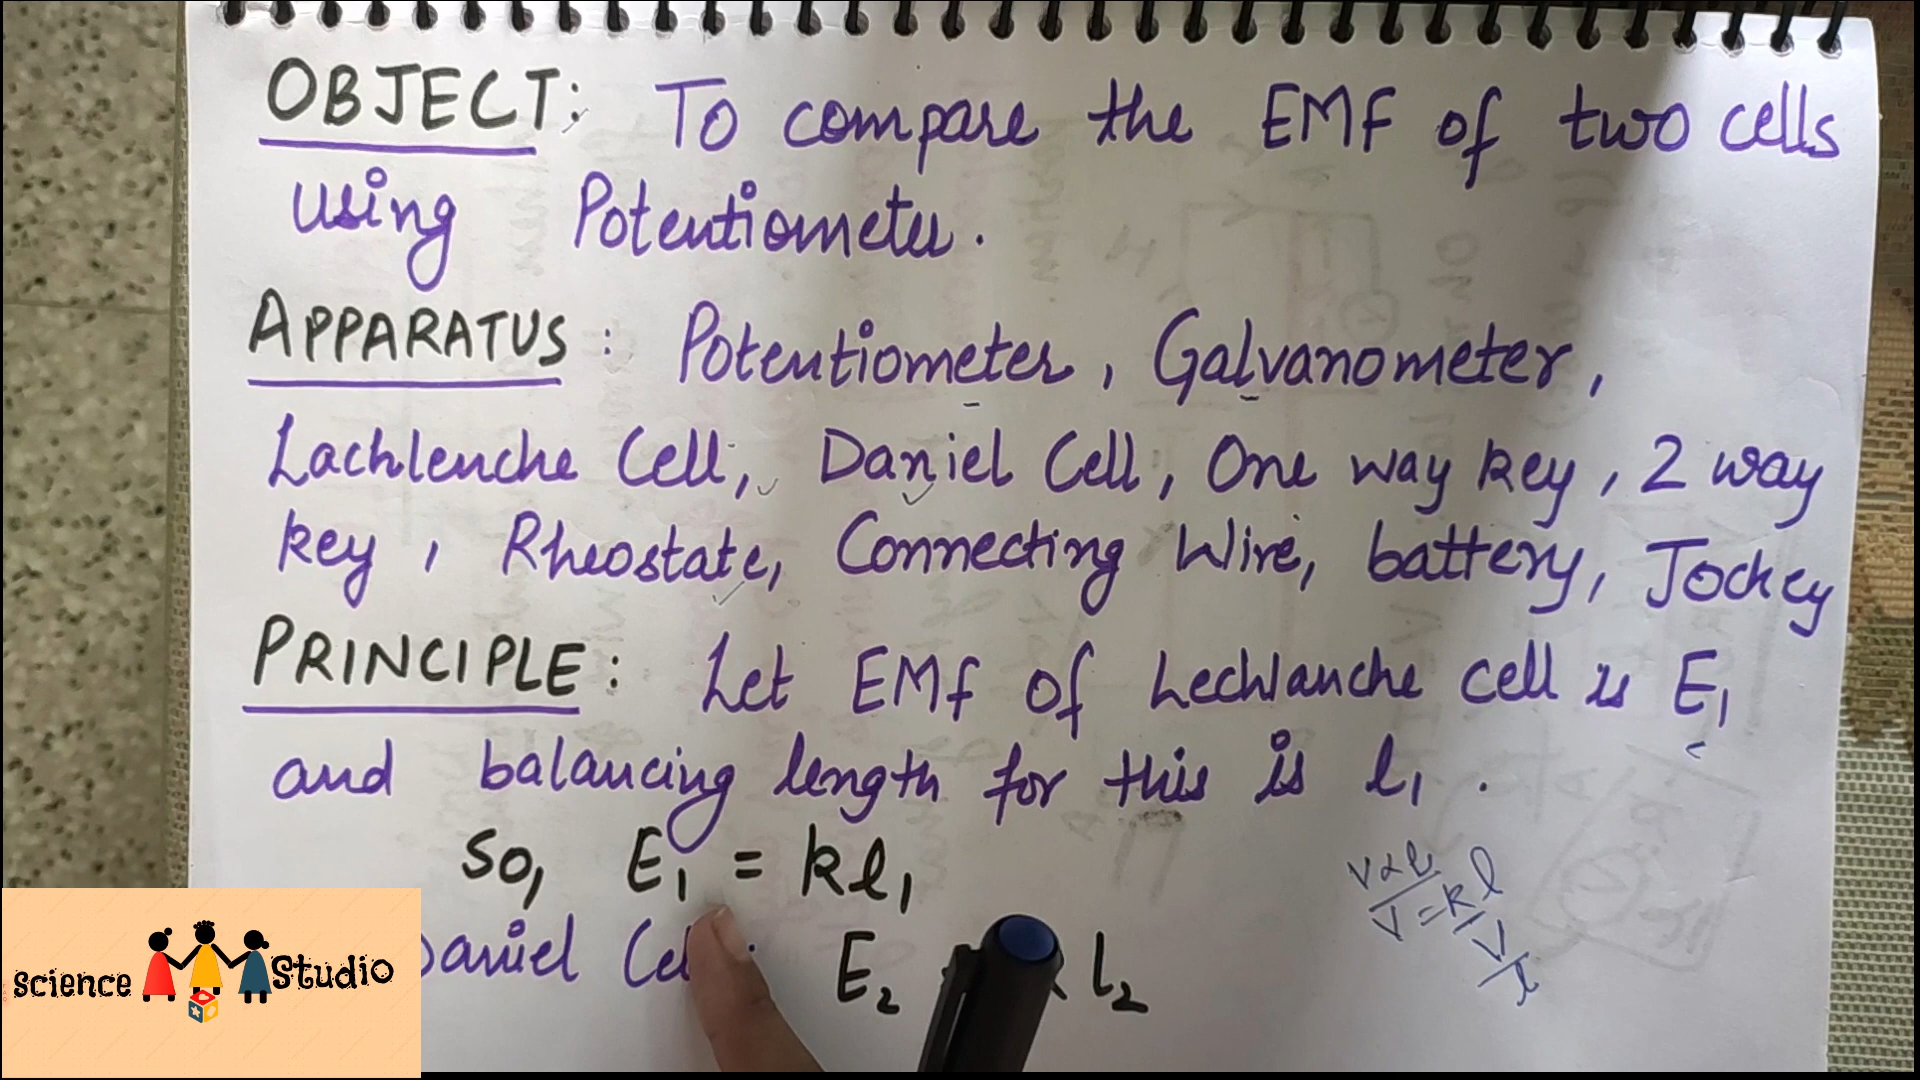 OBJECT: To compare the EMF of two cells
using Potentiometer.
APPARATUS: Potentiometer, Galvanometer,
Lachlenche Cell, Daniel Cell, One way key, 2 way
key, Rheostate, Connecting Wire, battery, Jockey
PRINCIPLE: Let EMF of Lechlanche cell is E₁
and balancing length for this is l₁.
So, E₁ = kl₁
Daniel Cel E₂ l₂
V∝l
V=kl
V/l
Science Studio